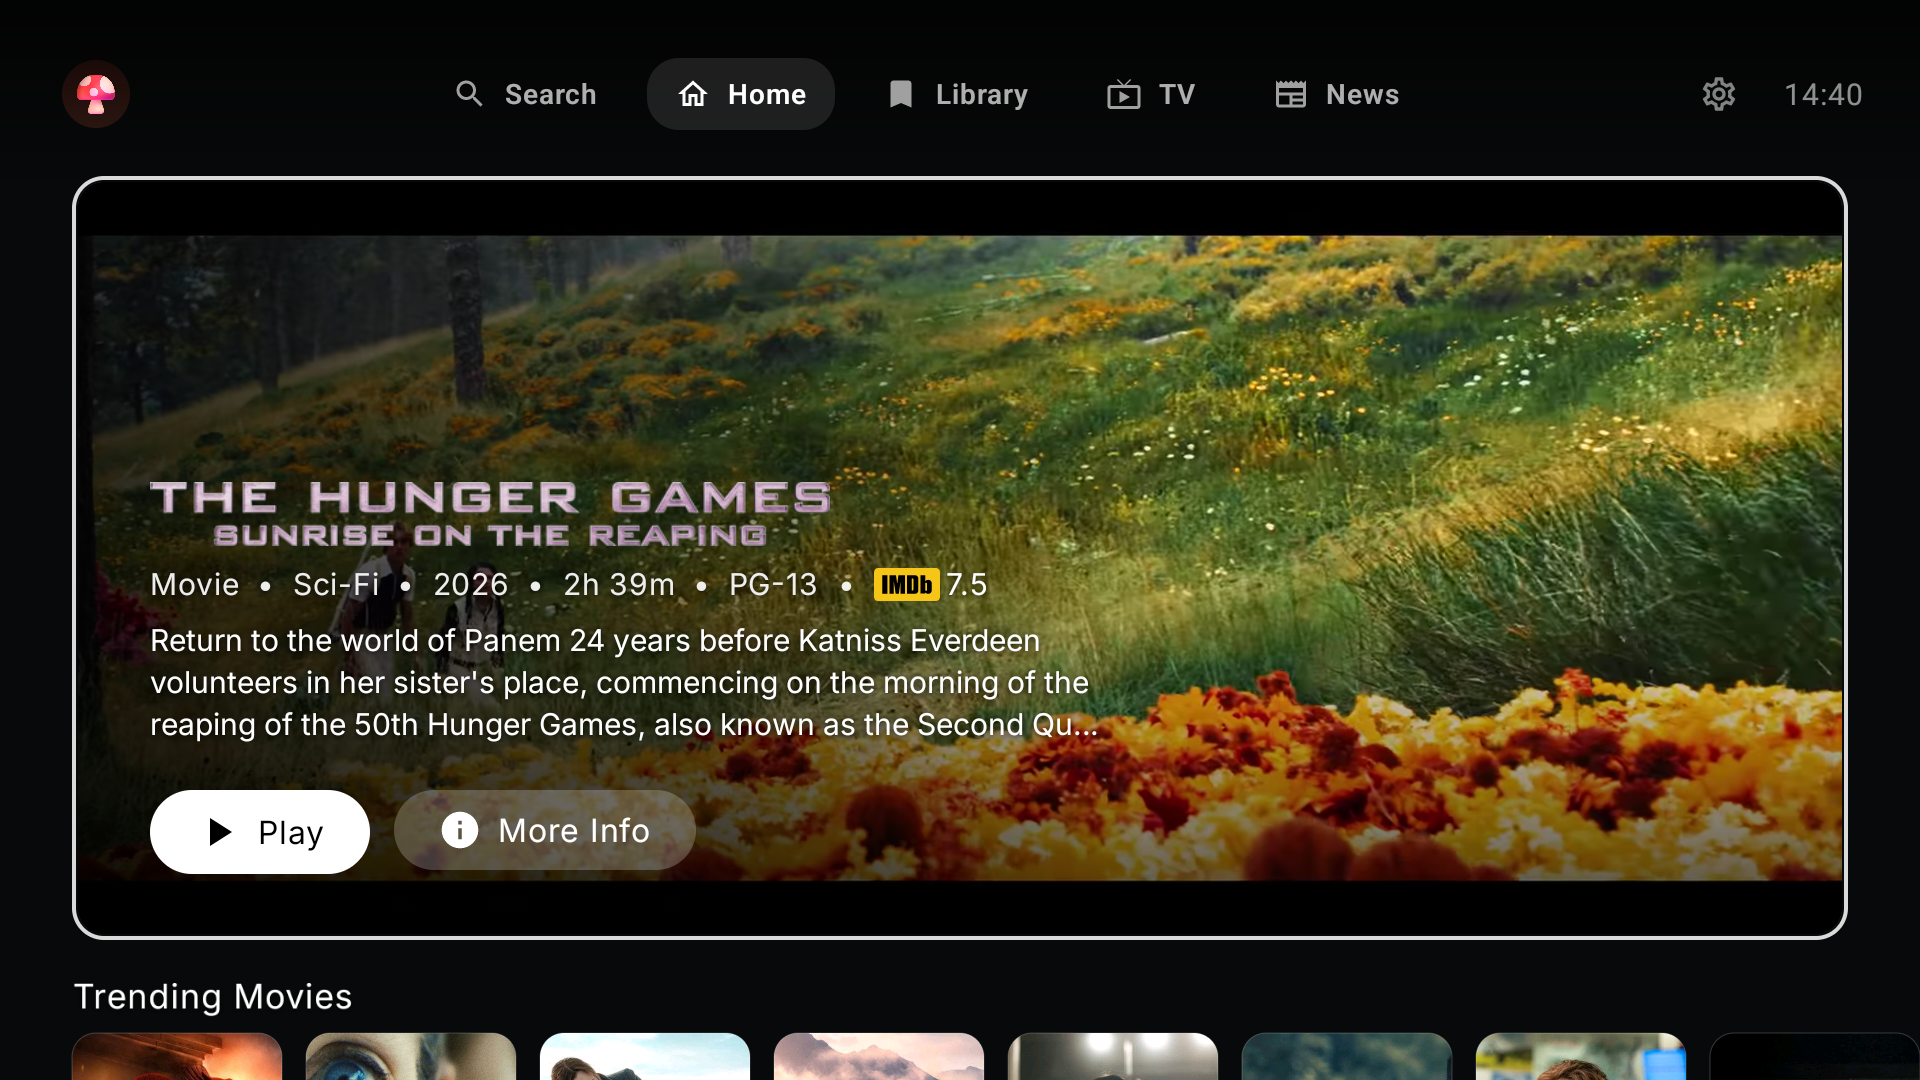 Search
Home
Library
TV
News
14:40
THE HUNGER GAMES
SUNRISE ON THE REAPING
Movie • Sci-Fi • 2026 • 2h 39m • PG-13 • IMDb 7.5
Return to the world of Panem 24 years before Katniss Everdeen
volunteers in her sister's place, commencing on the morning of the
reaping of the 50th Hunger Games, also known as the Second Qu...
Play
More Info
Trending Movies